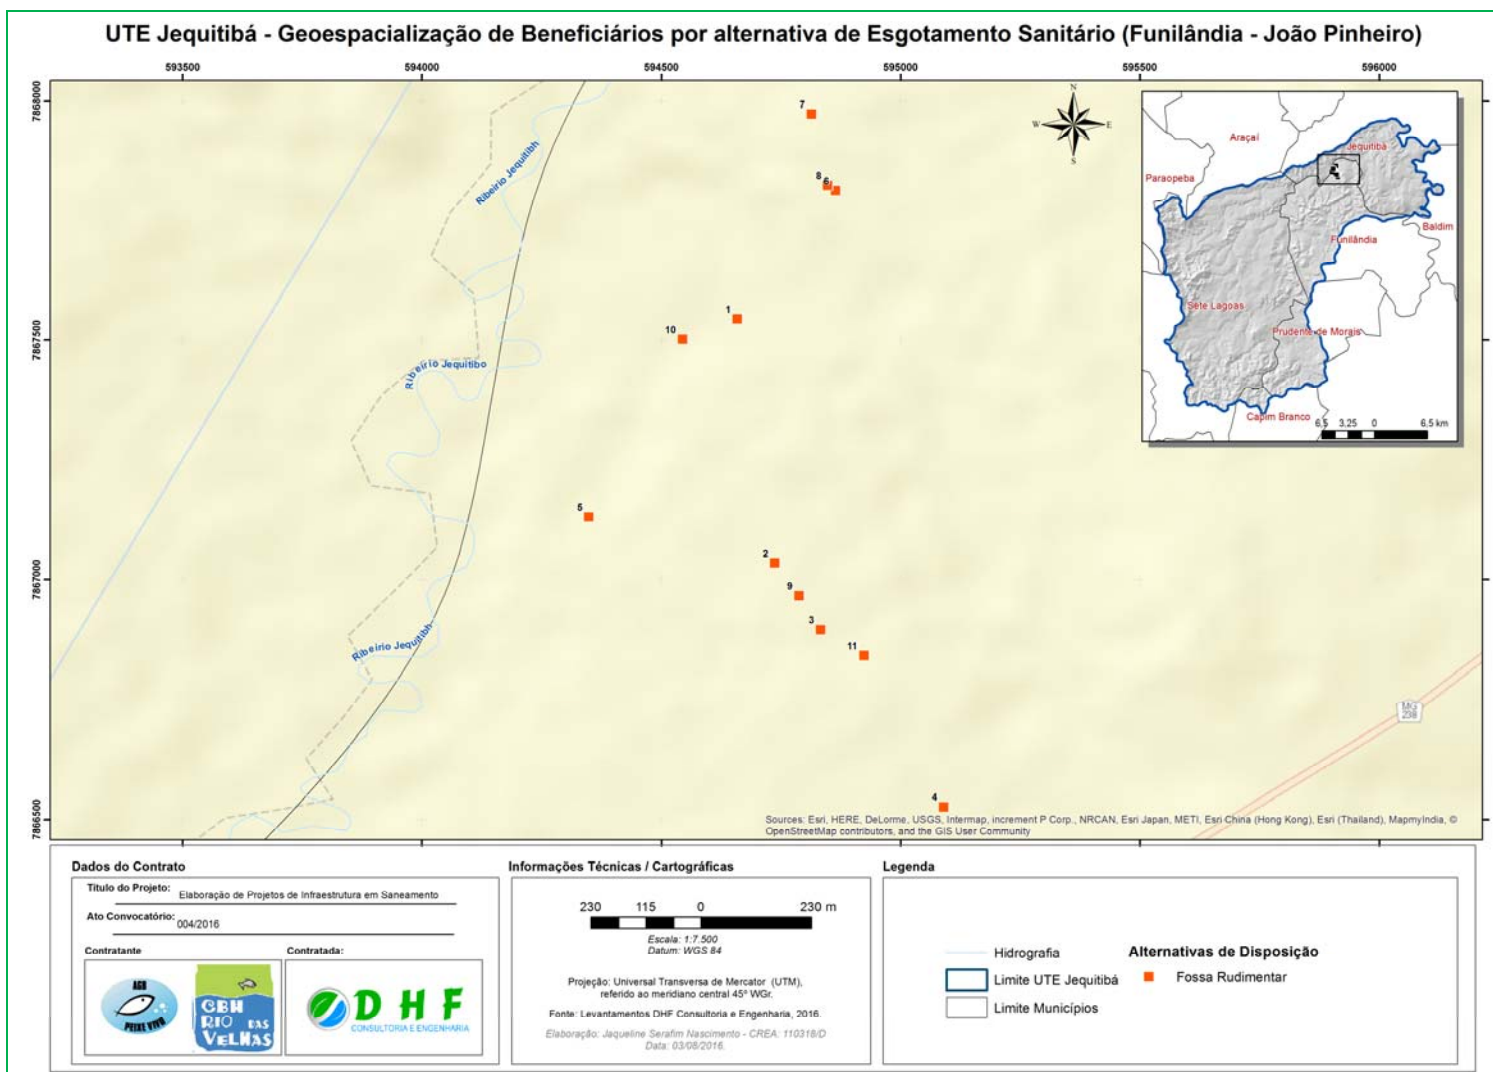 UTE Jequitibá - Geoespacialização de Beneficiários por alternativa de Esgotamento Sanitário (Funilândia - João Pinheiro)
593500 594000 594500 595000 595500 596000
7868000
7867500
7867000
7866500
7
8 6
1
10
5
2
9
3
11
4
Ribeirio Jequitibh
Ribeirio Jequitibo
Ribeirio Jequitibh
N
W E
S
MG
238
Araçaí
Jequitibá
Paraopeba
Baldim
Funilândia
Sete Lagoas
Prudente de Morais
Capim Branco
6,5 3,25 0 6,5 km
Sources: Esri, HERE, DeLorme, USGS, Intermap, increment P Corp., NRCAN, Esri Japan, METI, Esri China (Hong Kong), Esri (Thailand), MapmyIndia, ©
OpenStreetMap contributors, and the GIS User Community
Dados do Contrato
Titulo do Projeto: Elaboração de Projetos de Infraestrutura em Saneamento
Ato Convocatório: 004/2016
Contratante Contratada:
AGB
PEIXE VIVO
CBH
RIO DAS
VELHAS
DHF
CONSULTORIA E ENGENHARIA
Informações Técnicas / Cartográficas
230 115 0 230 m
Escala: 1:7.500
Datum: WGS 84
Projeção: Universal Transversa de Mercator (UTM),
referido ao meridiano central 45º WGr.
Fonte: Levantamentos DHF Consultoria e Engenharia, 2016.
Elaboração: Jaqueline Serafim Nascimento - CREA: 110318/D
Data: 03/08/2016.
Legenda
Hidrografia
Limite UTE Jequitibá
Limite Municípios
Alternativas de Disposição
Fossa Rudimentar